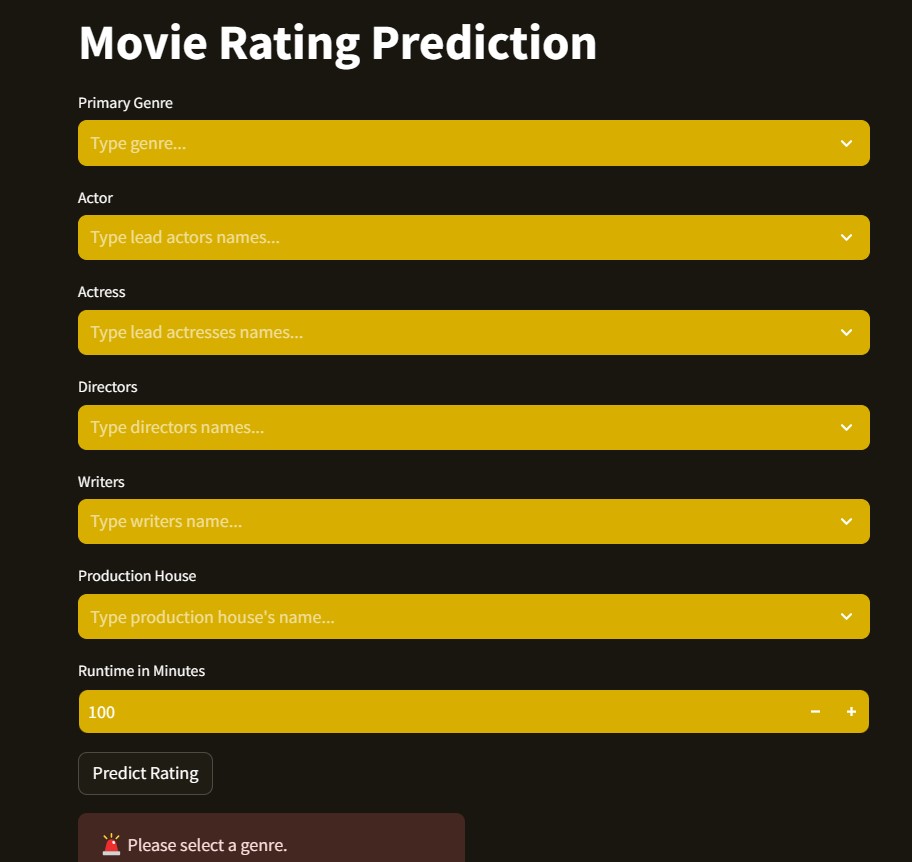 Movie Rating Prediction
Primary Genre
Type genre...
Actor
Type lead actors names...
Actress
Type lead actresses names...
Directors
Type directors names...
Writers
Type writers name...
Production House
Type production house's name...
Runtime in Minutes
100
Predict Rating
Please select a genre.